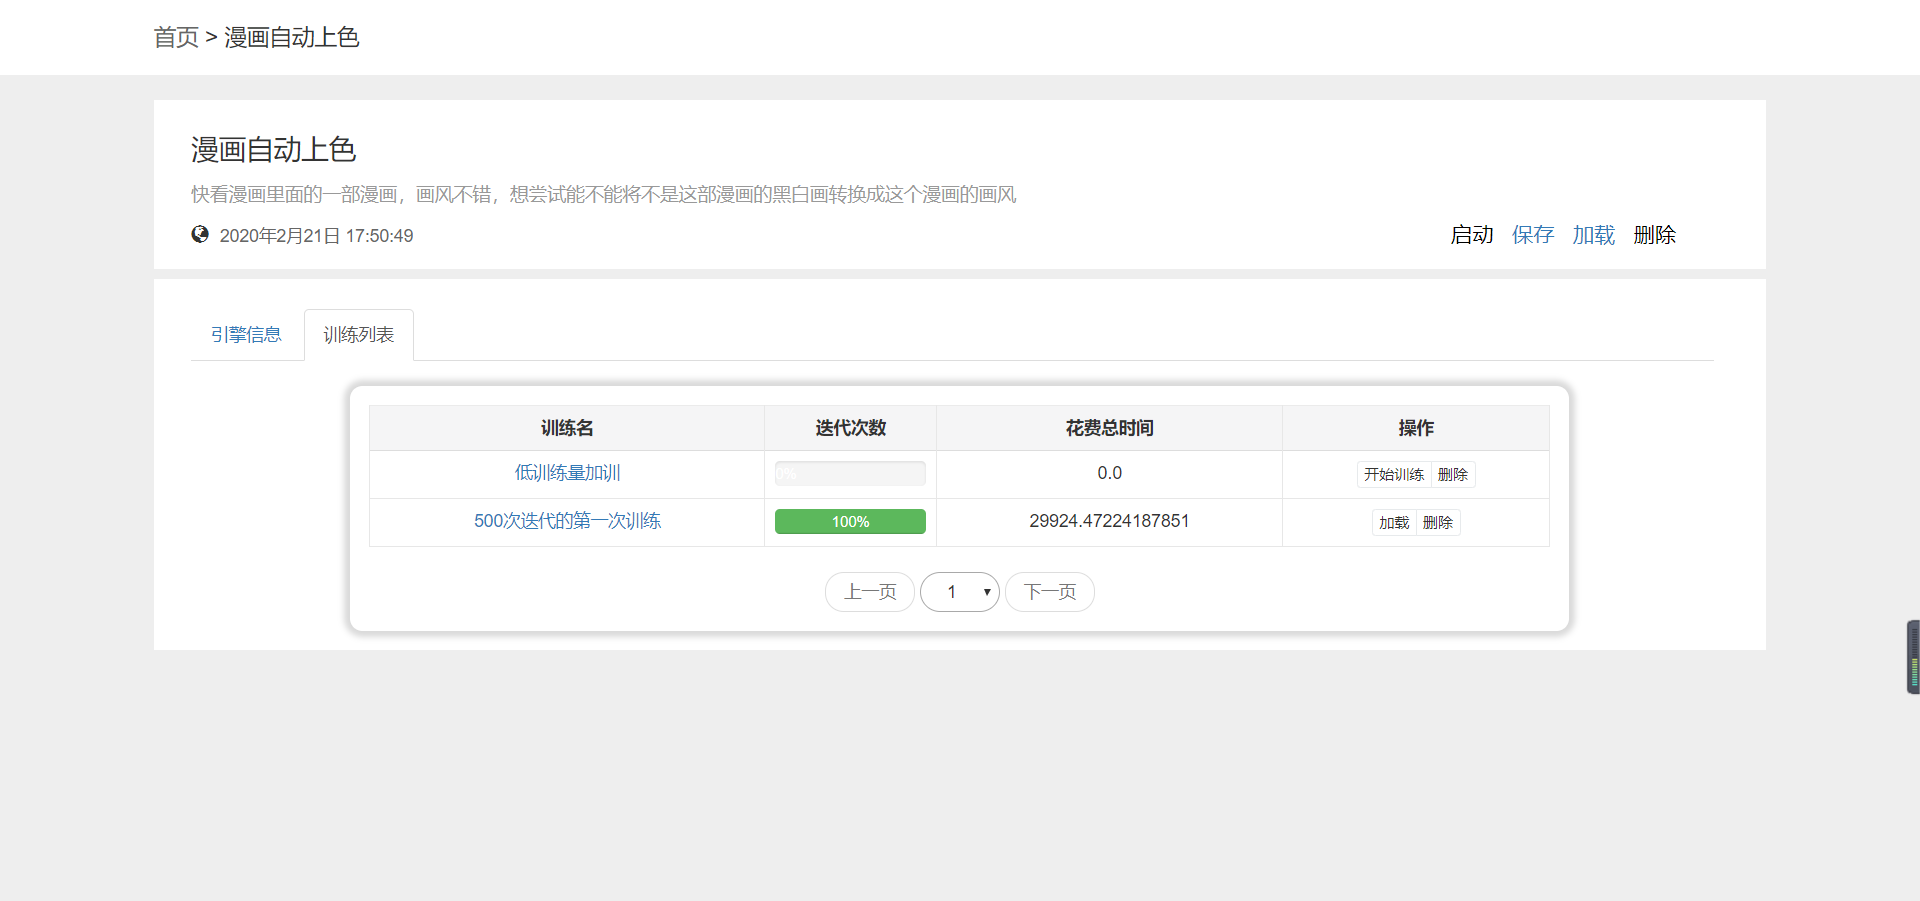 首页 > 漫画自动上色
漫画自动上色
快看漫画里面的一部漫画，画风不错，想尝试能不能将不是这部漫画的黑白画转换成这个漫画的画风
2020年2月21日 17:50:49
启动 保存 加载 删除
引擎信息 训练列表
训练名 迭代次数 花费总时间 操作
低训练量加训 0% 0.0 开始训练 删除
500次迭代的第一次训练 100% 29924.47224187851 加载 删除
上一页 1 下一页